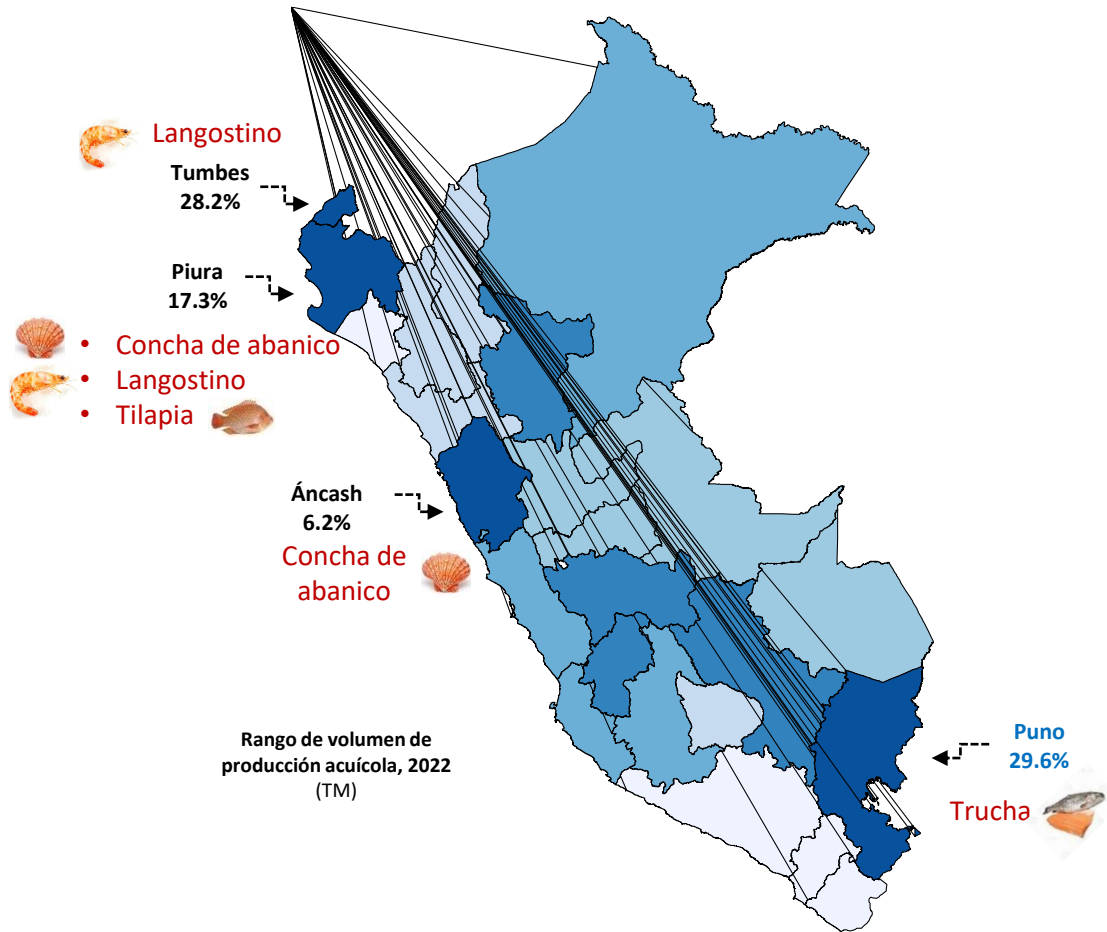 Langostino
Tumbes
28.2%
Piura
17.3%
• Concha de abanico
• Langostino
• Tilapia
Áncash
6.2%
Concha de
abanico
Rango de volumen de
producción acuícola, 2022
(TM)
Puno
29.6%
Trucha